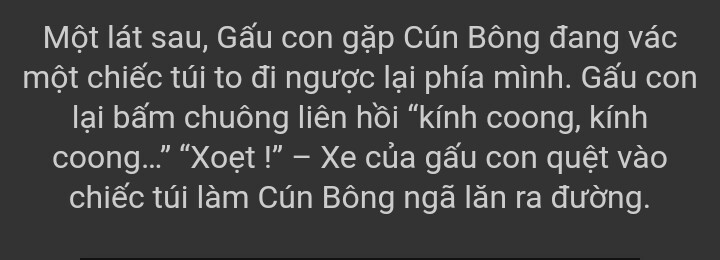 Một lát sau, Gấu con gặp Cún Bông đang vác
một chiếc túi to đi ngược lại phía mình. Gấu con
lại bấm chuông liên hồi “kính coong, kính
coong...” “Xoẹt !” – Xe của gấu con quệt vào
chiếc túi làm Cún Bông ngã lăn ra đường.